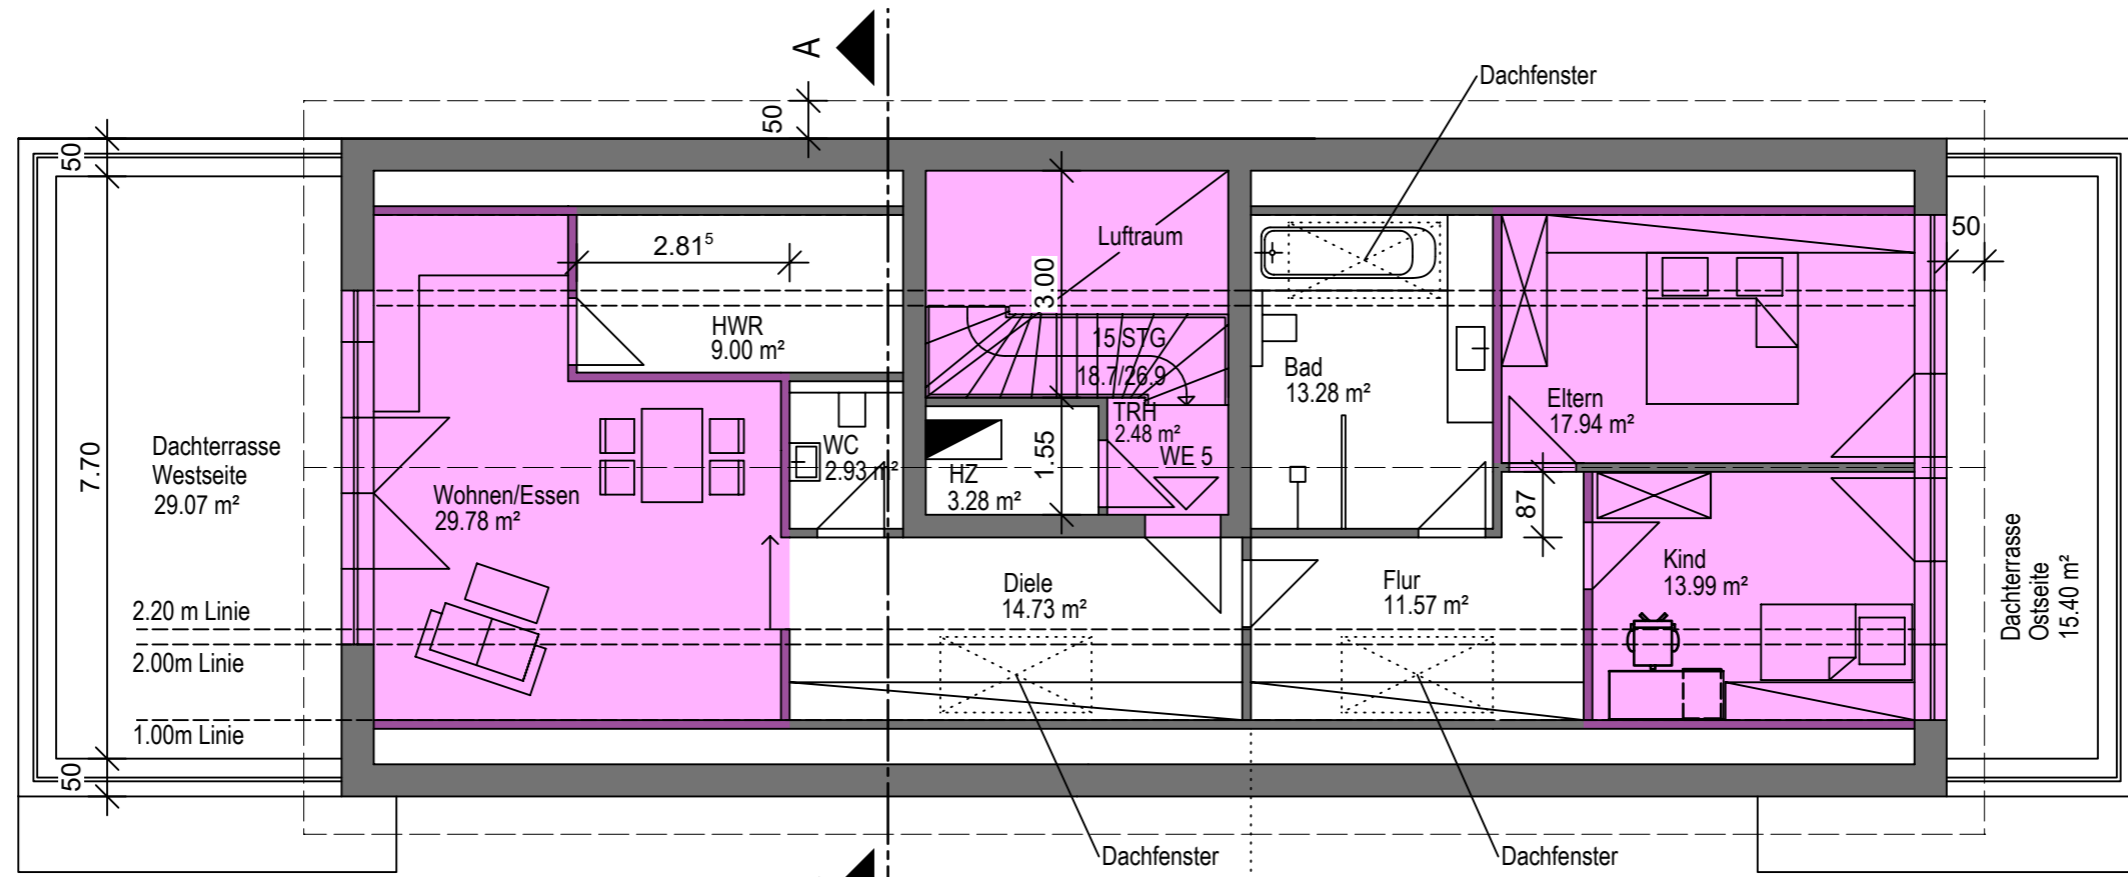 A
50
Dachfenster
50
2.81⁵
Luftraum
50
3.00
HWR
9.00 m²
15 STG
18.7/26.9
Bad
13.28 m²
Eltern
17.94 m²
TRH
2.48 m²
WE 5
WC
2.93 m²
1.55
HZ
3.28 m²
7.70
Dachterrasse
Westseite
29.07 m²
Wohnen/Essen
29.78 m²
87
Kind
13.99 m²
Diele
14.73 m²
Flur
11.57 m²
Dachterrasse
Ostseite
15.40 m²
2.20 m Linie
2.00m Linie
1.00m Linie
50
Dachfenster
Dachfenster